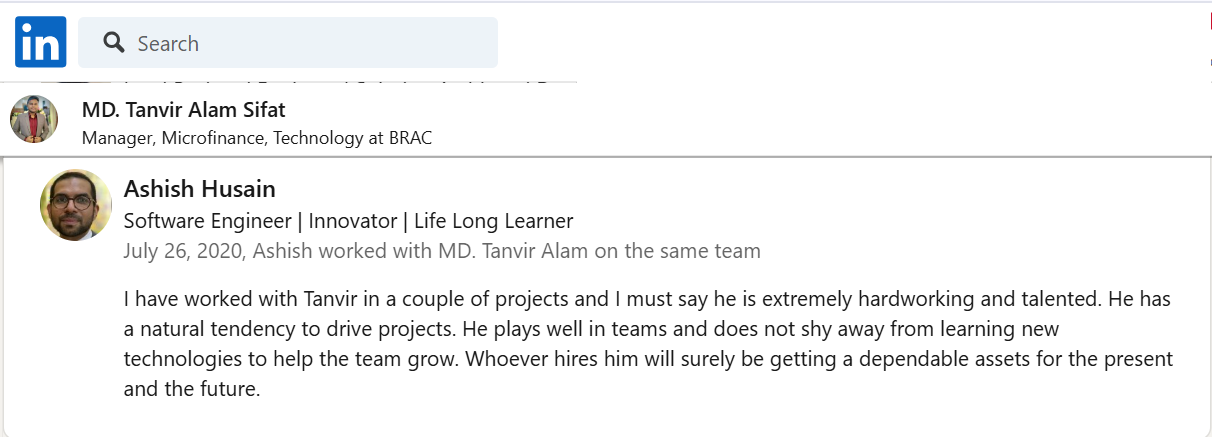 in
Search
MD. Tanvir Alam Sifat
Manager, Microfinance, Technology at BRAC
Ashish Husain
Software Engineer | Innovator | Life Long Learner
July 26, 2020, Ashish worked with MD. Tanvir Alam on the same team
I have worked with Tanvir in a couple of projects and I must say he is extremely hardworking and talented. He has
a natural tendency to drive projects. He plays well in teams and does not shy away from learning new
technologies to help the team grow. Whoever hires him will surely be getting a dependable assets for the present
and the future.